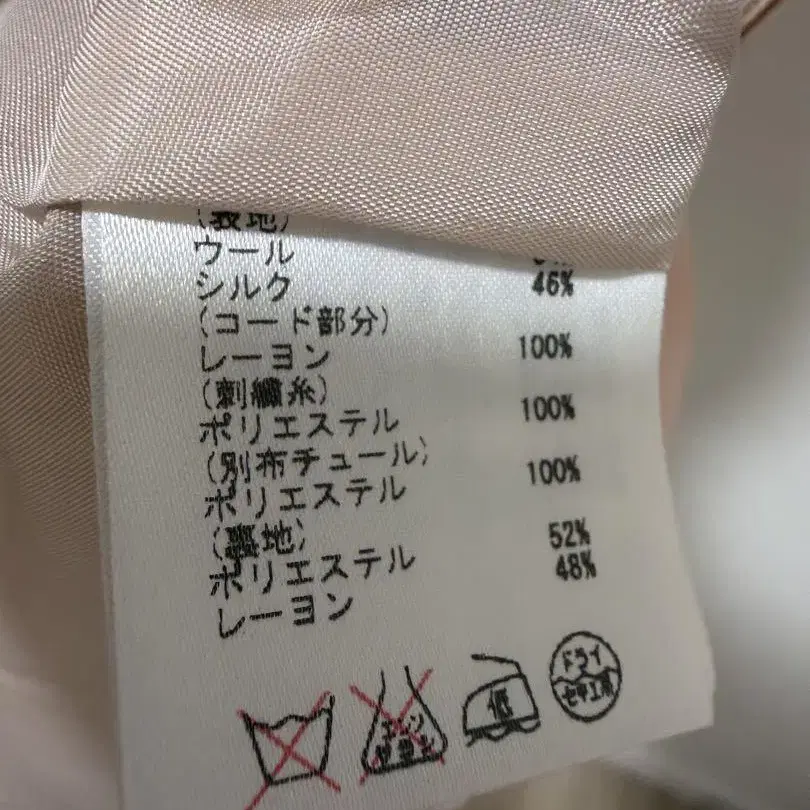 (表地)
ウール
シルク 46%
(コード部分)
レーヨン 100%
(刺繍糸)
ポリエステル 100%
(別布チュール)
ポリエステル 100%
(裏地)
ポリエステル 52%
レーヨン 48%
低
ドライ
セキユ系